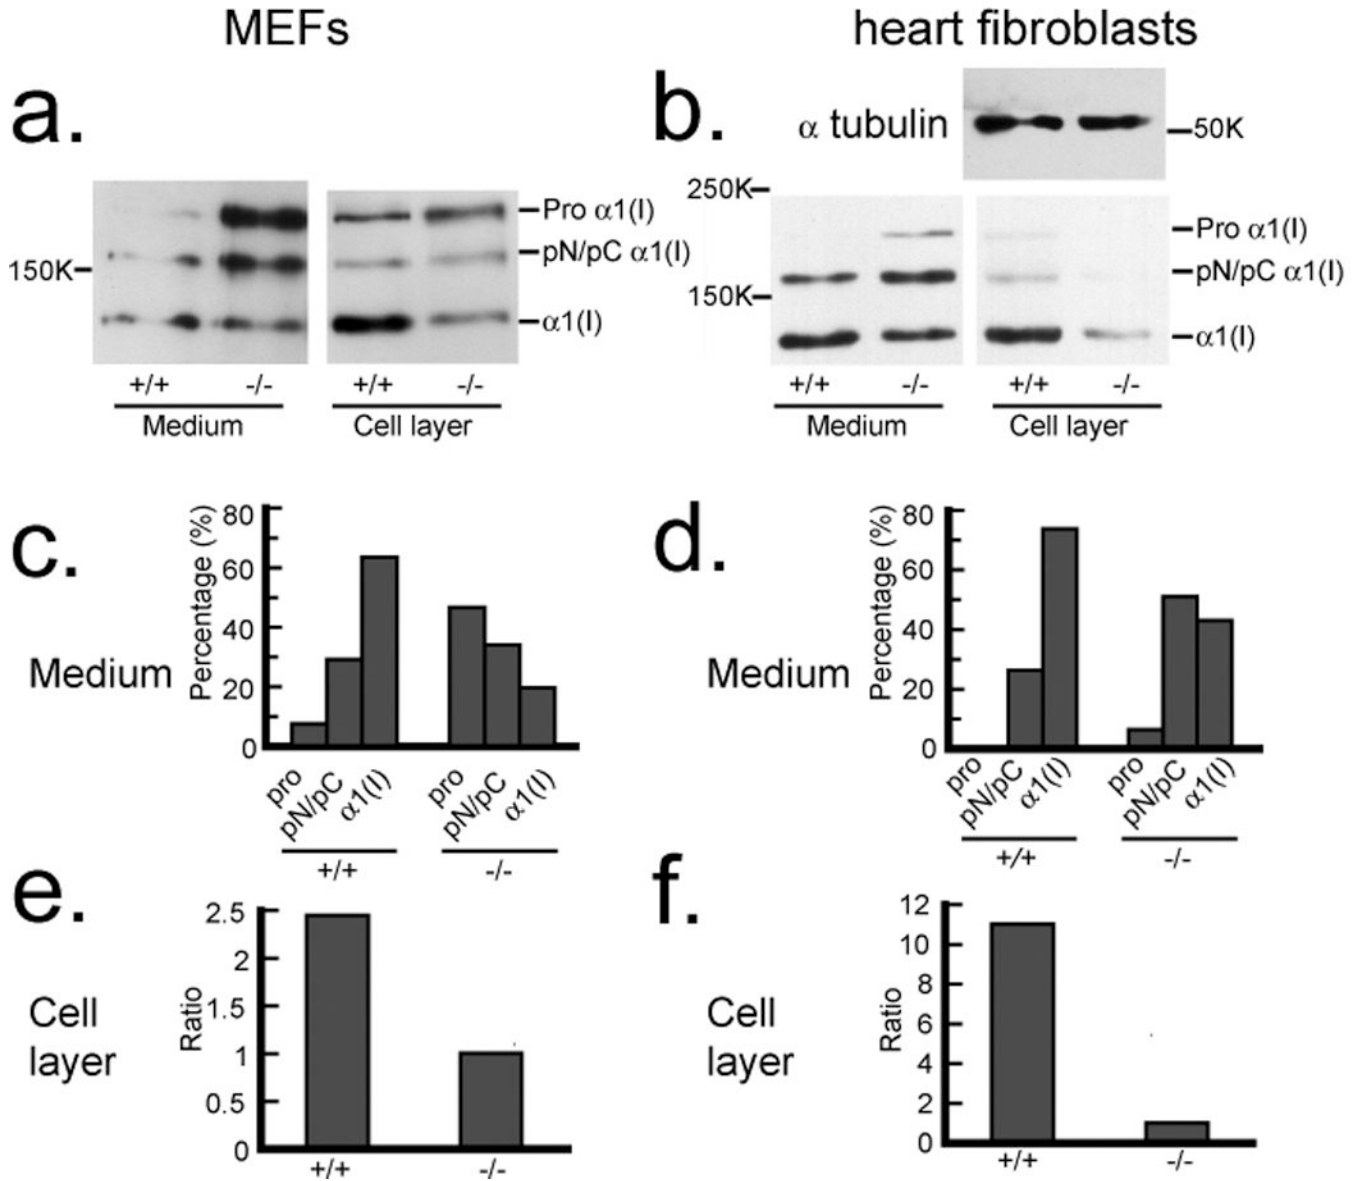 MEFs
heart fibroblasts
a.
150K
Pro α1(I)
pN/pC α1(I)
α1(I)
+/+ -/- +/+ -/-
Medium Cell layer
b.
α tubulin
50K
250K
150K
Pro α1(I)
pN/pC α1(I)
α1(I)
+/+ -/- +/+ -/-
Medium Cell layer
c.
Medium
Percentage (%)
80
60
40
20
0
pro pN/pC α1(I) pro pN/pC α1(I)
+/+ -/-
d.
Medium
Percentage (%)
80
60
40
20
0
pro pN/pC α1(I) pro pN/pC α1(I)
+/+ -/-
e.
Cell
layer
Ratio
2.5
2
1.5
1
0.5
0
+/+ -/-
f.
Cell
layer
Ratio
12
10
8
6
4
2
0
+/+ -/-